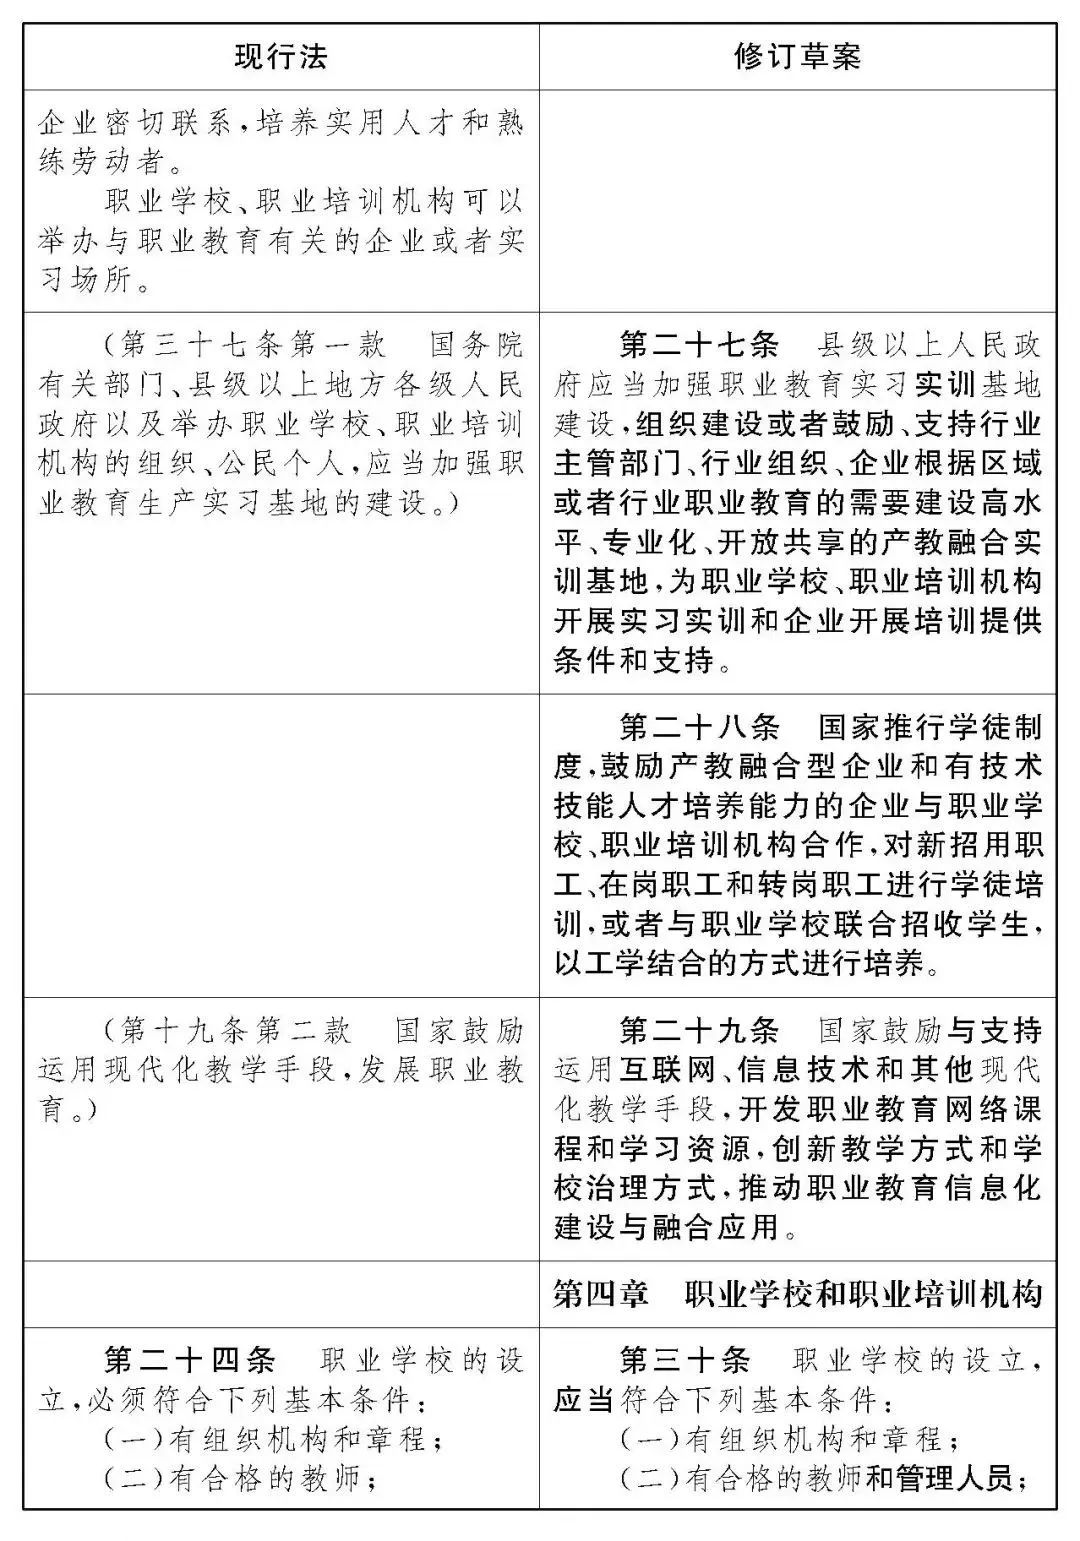 现行法
修订草案
企业密切联系,培养实用人才和熟
练劳动者。
职业学校、职业培训机构可以
举办与职业教育有关的企业或者实
习场所。
(第三十七条第一款　国务院
有关部门、县级以上地方各级人民
政府以及举办职业学校、职业培训
机构的组织、公民个人,应当加强职
业教育生产实习基地的建设。)
第二十七条　县级以上人民政
府应当加强职业教育实习实训基地
建设,组织建设或者鼓励、支持行业
主管部门、行业组织、企业根据区域
或者行业职业教育的需要建设高水
平、专业化、开放共享的产教融合实
训基地,为职业学校、职业培训机构
开展实习实训和企业开展培训提供
条件和支持。
第二十八条　国家推行学徒制
度,鼓励产教融合型企业和有技术
技能人才培养能力的企业与职业学
校、职业培训机构合作,对新招用职
工、在岗职工和转岗职工进行学徒培
训,或者与职业学校联合招收学生,
以工学结合的方式进行培养。
(第十九条第二款　国家鼓励
运用现代化教学手段,发展职业教
育。)
第二十九条　国家鼓励与支持
运用互联网、信息技术和其他现代
化教学手段,开发职业教育网络课
程和学习资源,创新教学方式和学
校治理方式,推动职业教育信息化
建设与融合应用。
第四章　职业学校和职业培训机构
第二十四条　职业学校的设
立,必须符合下列基本条件:
(一)有组织机构和章程;
(二)有合格的教师;
第三十条　职业学校的设立,
应当符合下列基本条件:
(一)有组织机构和章程;
(二)有合格的教师和管理人员;